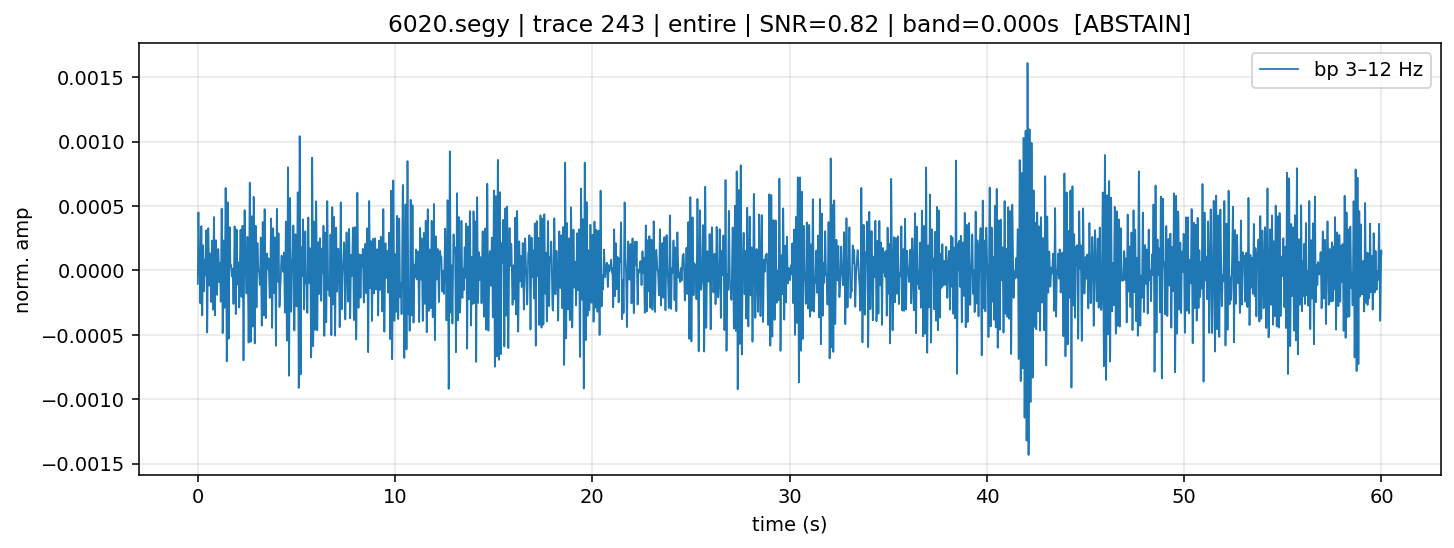 6020.segy | trace 243 | entire | SNR=0.82 | band=0.000s [ABSTAIN]
bp 3–12 Hz
norm. amp
0.0015
0.0010
0.0005
0.0000
−0.0005
−0.0010
−0.0015
0 10 20 30 40 50 60
time (s)